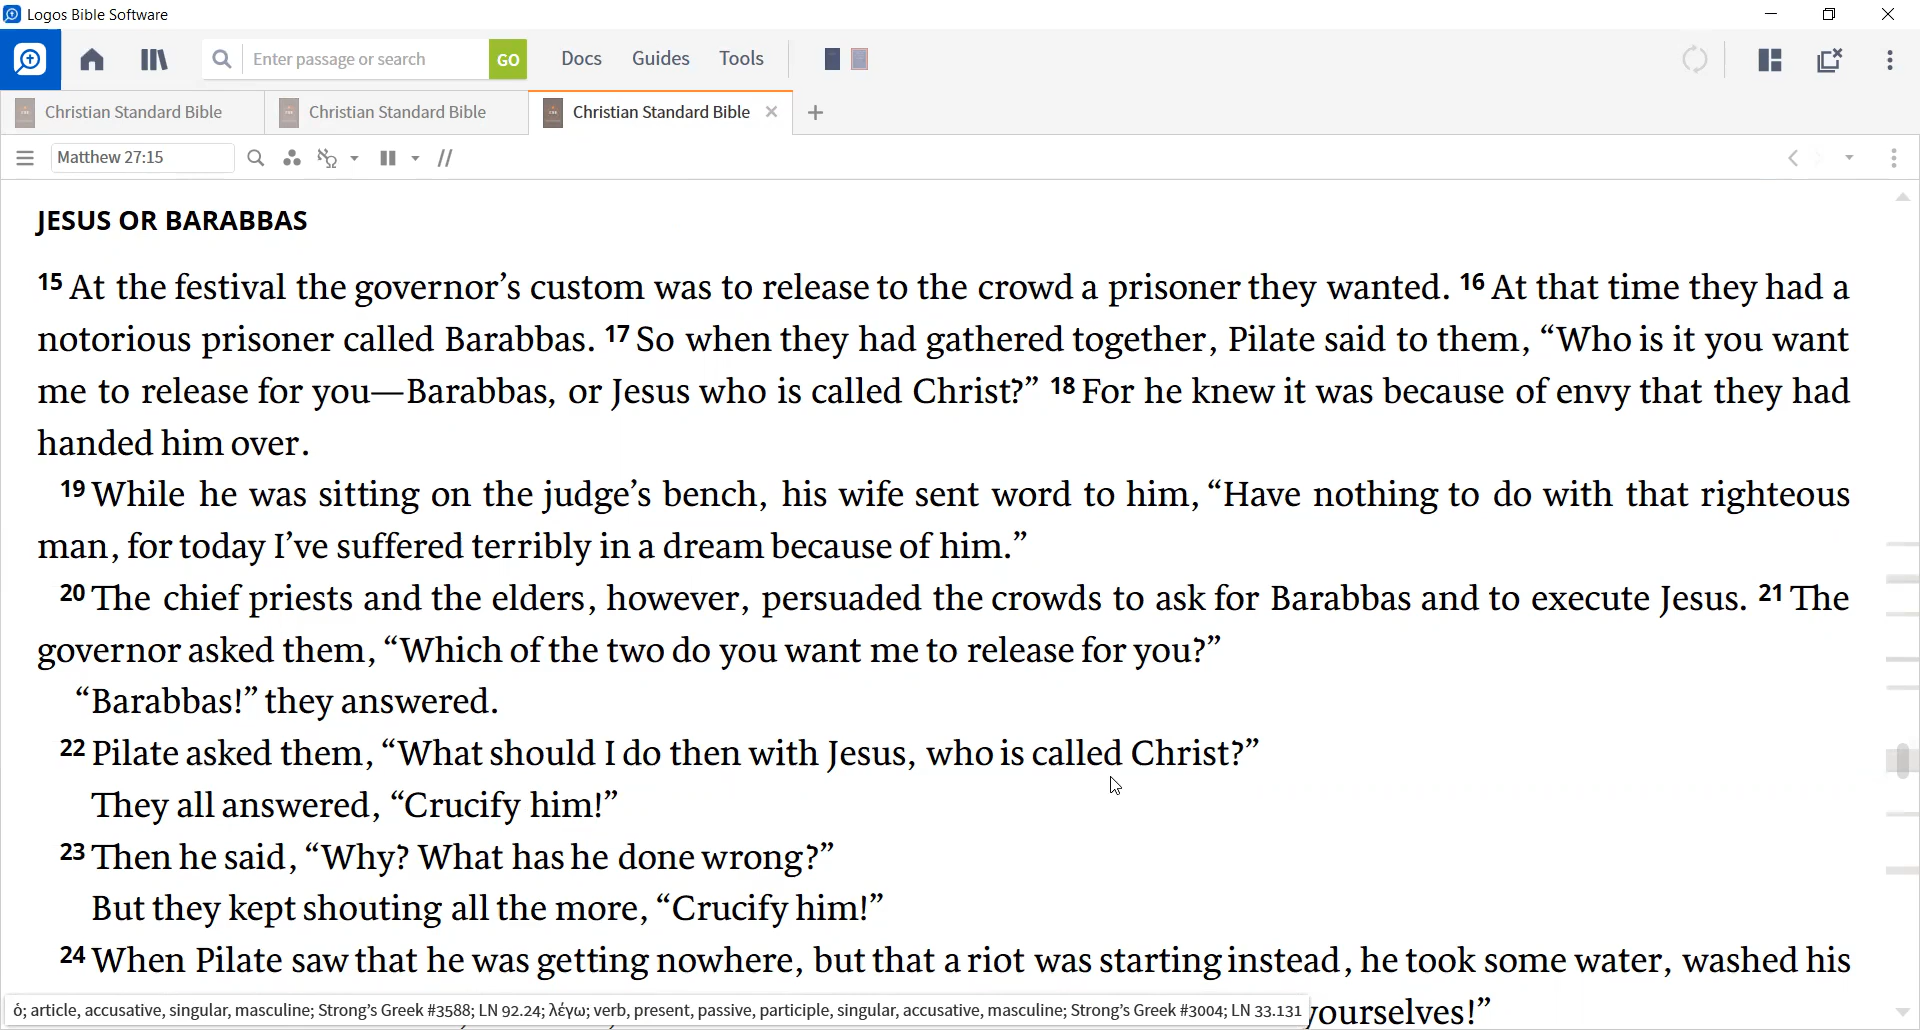 Logos Bible Software
Enter passage or search GO Docs Guides Tools
Christian Standard Bible Christian Standard Bible Christian Standard Bible
Matthew 27:15
JESUS OR BARABBAS
15 At the festival the governor’s custom was to release to the crowd a prisoner they wanted. 16 At that time they had a
notorious prisoner called Barabbas. 17 So when they had gathered together, Pilate said to them, “Who is it you want
me to release for you—Barabbas, or Jesus who is called Christ?” 18 For he knew it was because of envy that they had
handed him over.
19 While he was sitting on the judge’s bench, his wife sent word to him, “Have nothing to do with that righteous
man, for today I’ve suffered terribly in a dream because of him.”
20 The chief priests and the elders, however, persuaded the crowds to ask for Barabbas and to execute Jesus. 21 The
governor asked them, “Which of the two do you want me to release for you?”
“Barabbas!” they answered.
22 Pilate asked them, “What should I do then with Jesus, who is called Christ?”
They all answered, “Crucify him!”
23 Then he said, “Why? What has he done wrong?”
But they kept shouting all the more, “Crucify him!”
24 When Pilate saw that he was getting nowhere, but that a riot was starting instead, he took some water, washed his
yourselves!”
ὁ; article, accusative, singular, masculine; Strong’s Greek #3588; LN 92.24; λέγω; verb, present, passive, participle, singular, accusative, masculine; Strong’s Greek #3004; LN 33.131